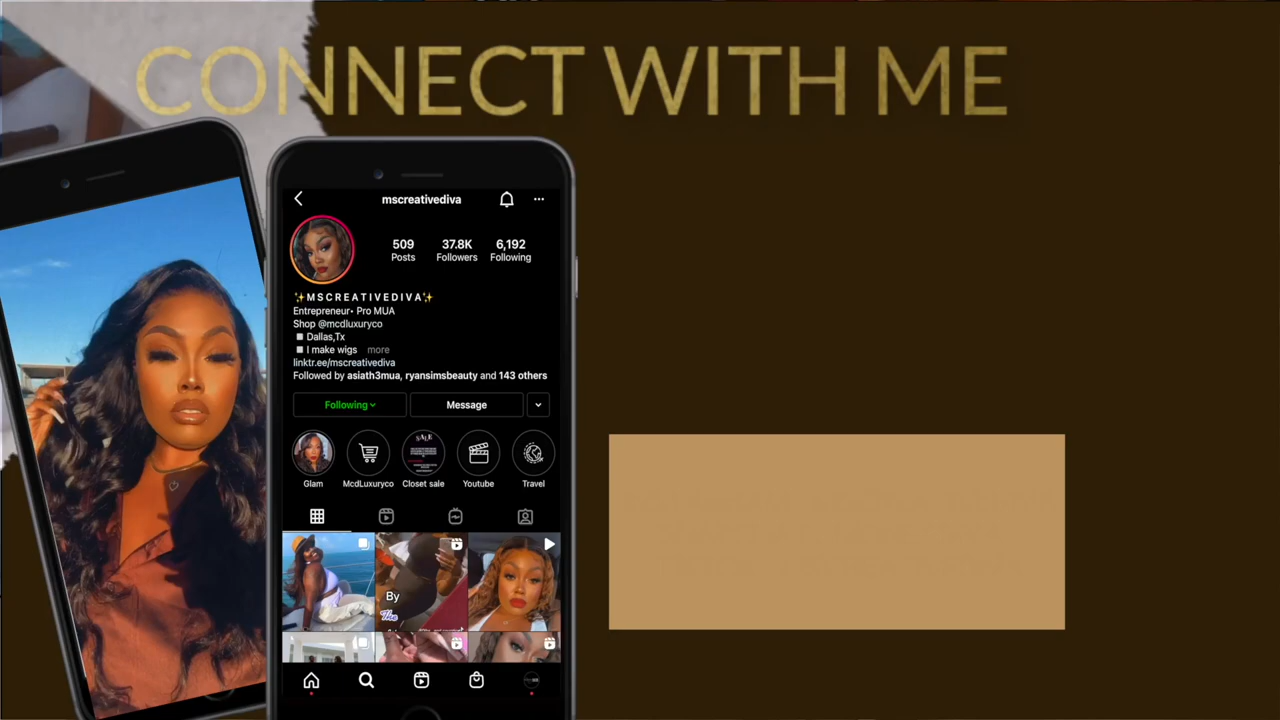 CONNECT WITH ME
mscreativediva
509 37.8K 6,192
Posts Followers Following
✨M S C R E A T I V E D I V A✨
Entrepreneur• Pro MUA
Shop @mcdluxuryco
Dallas,Tx
I make wigs more
linktr.ee/mscreativediva
Followed by asiath3mua, ryansimsbeauty and 143 others
Following Message
SALE
Glam McdLuxuryco Closet sale Youtube Travel
By
The